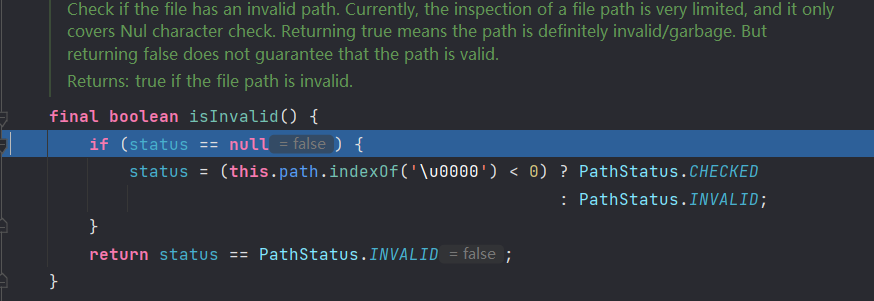 Check if the file has an invalid path. Currently, the inspection of a file path is very limited, and it only
covers Nul character check. Returning true means the path is definitely invalid/garbage. But
returning false does not guarantee that the path is valid.
Returns: true if the file path is invalid.
final boolean isInvalid() {
if (status == null = false ) {
status = (this.path.indexOf('\u0000') < 0) ? PathStatus.CHECKED
: PathStatus.INVALID;
}
return status == PathStatus.INVALID = false ;
}